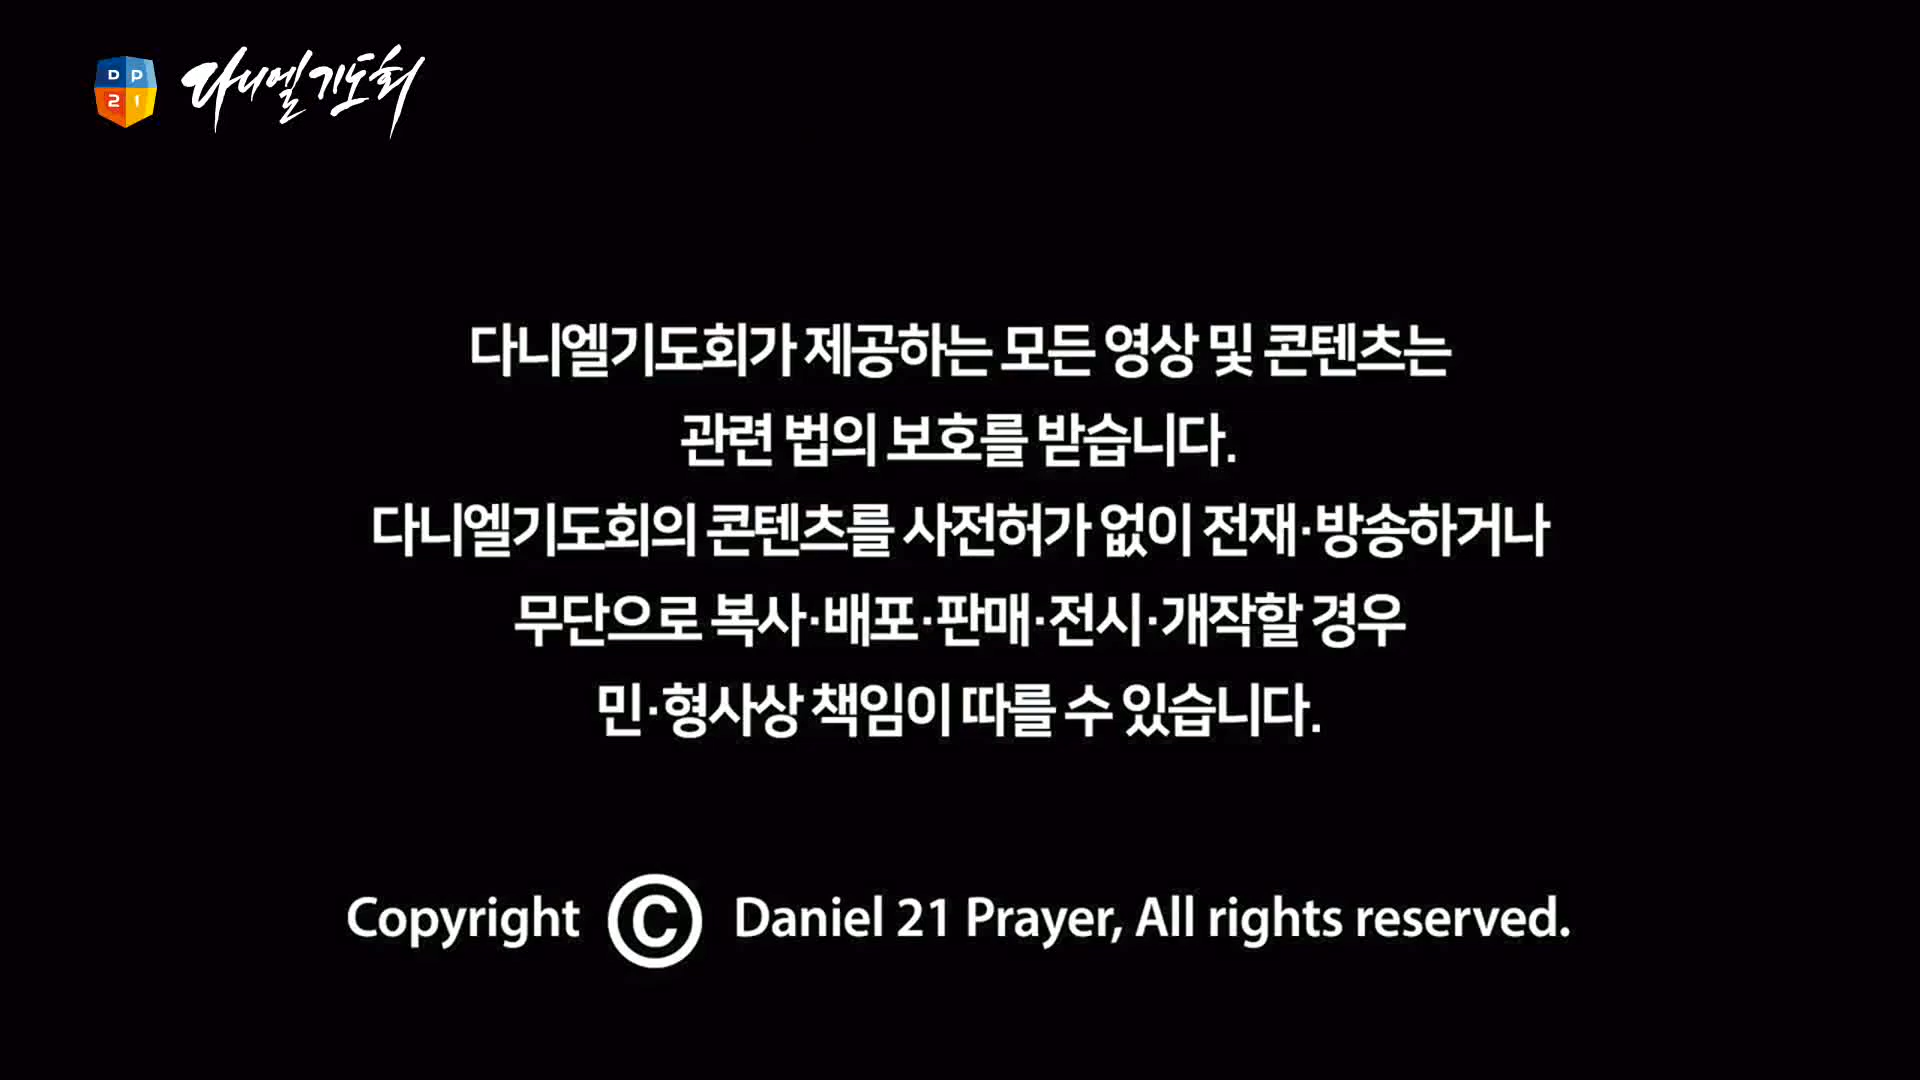 DP
21
다니엘기도회
다니엘기도회가 제공하는 모든 영상 및 콘텐츠는
관련 법의 보호를 받습니다.
다니엘기도회의 콘텐츠를 사전허가 없이 전재·방송하거나
무단으로 복사·배포·판매·전시·개작할 경우
민·형사상 책임이 따를 수 있습니다.
Copyright © Daniel 21 Prayer, All rights reserved.